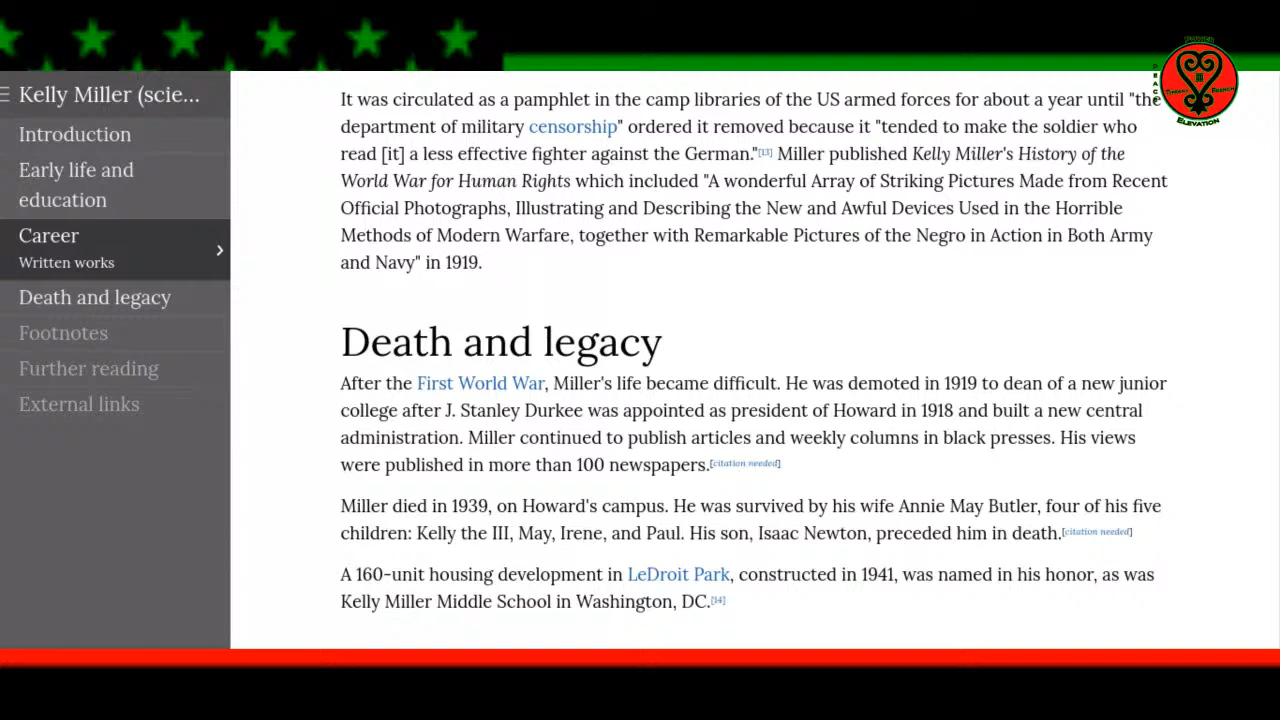 POWER
PEACE
ELEVATION
Kelly Miller (scie...
Introduction
Early life and
education
Career
Written works
Death and legacy
Footnotes
Further reading
External links
It was circulated as a pamphlet in the camp libraries of the US armed forces for about a year until "the
department of military censorship" ordered it removed because it "tended to make the soldier who
read [it] a less effective fighter against the German."[13] Miller published Kelly Miller's History of the
World War for Human Rights which included "A wonderful Array of Striking Pictures Made from Recent
Official Photographs, Illustrating and Describing the New and Awful Devices Used in the Horrible
Methods of Modern Warfare, together with Remarkable Pictures of the Negro in Action in Both Army
and Navy" in 1919.
Death and legacy
After the First World War, Miller's life became difficult. He was demoted in 1919 to dean of a new junior
college after J. Stanley Durkee was appointed as president of Howard in 1918 and built a new central
administration. Miller continued to publish articles and weekly columns in black presses. His views
were published in more than 100 newspapers.[citation needed]
Miller died in 1939, on Howard's campus. He was survived by his wife Annie May Butler, four of his five
children: Kelly the III, May, Irene, and Paul. His son, Isaac Newton, preceded him in death.[citation needed]
A 160-unit housing development in LeDroit Park, constructed in 1941, was named in his honor, as was
Kelly Miller Middle School in Washington, DC.[14]